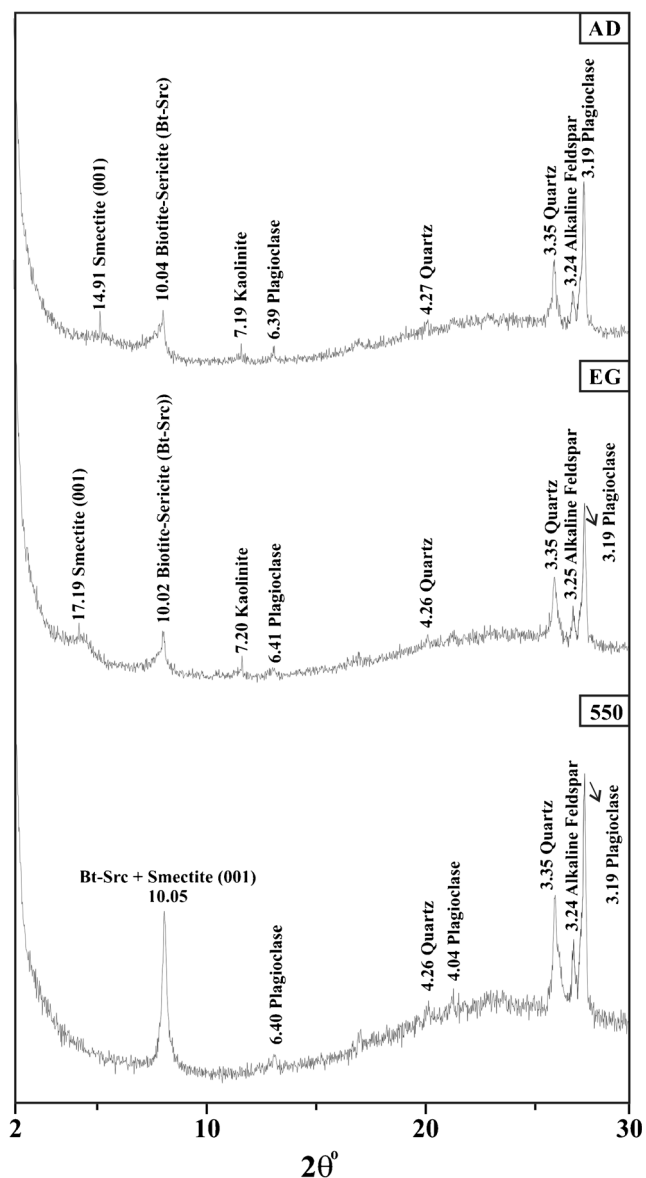 AD
14.91 Smectite (001)
10.04 Biotite-Sericite (Bt-Src)
7.19 Kaolinite
6.39 Plagioclase
4.27 Quartz
3.35 Quartz
3.24 Alkaline Feldspar
3.19 Plagioclase
EG
17.19 Smectite (001)
10.02 Biotite-Sericite (Bt-Src))
7.20 Kaolinite
6.41 Plagioclase
4.26 Quartz
3.35 Quartz
3.25 Alkaline Feldspar
3.19 Plagioclase
550
Bt-Src + Smectite (001)
10.05
6.40 Plagioclase
4.26 Quartz
4.04 Plagioclase
3.35 Quartz
3.24 Alkaline Feldspar
3.19 Plagioclase
2 10 20 30
2θ°